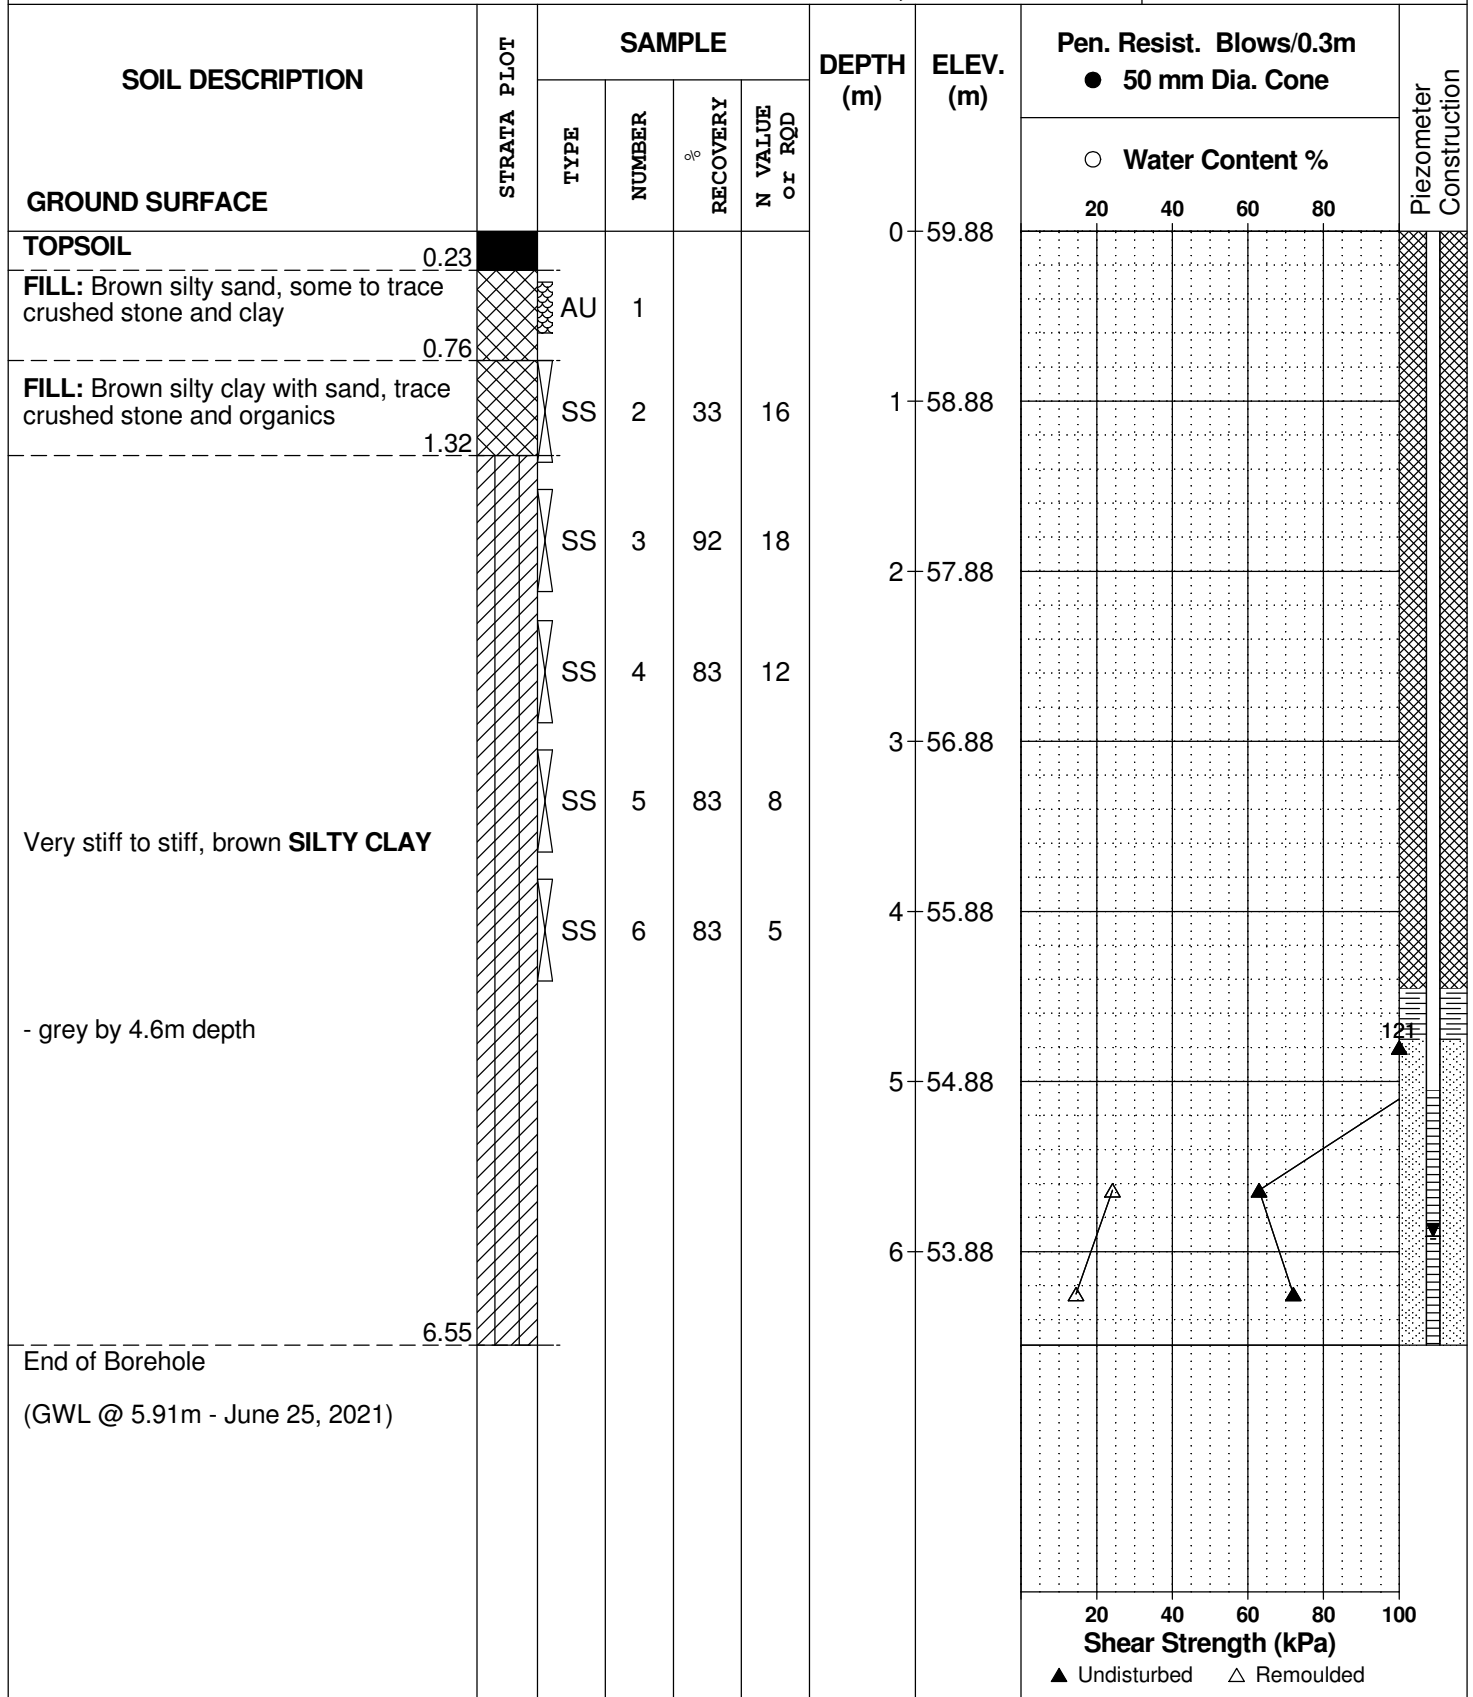 SOIL DESCRIPTION
GROUND SURFACE
STRATA PLOT
SAMPLE
TYPE
NUMBER
% RECOVERY
N VALUE or RQD
DEPTH (m)
ELEV. (m)
Pen. Resist. Blows/0.3m
● 50 mm Dia. Cone
○ Water Content %
20 40 60 80
Piezometer Construction
TOPSOIL
0.23
0 59.88
FILL: Brown silty sand, some to trace
crushed stone and clay
0.76
AU 1
FILL: Brown silty clay with sand, trace
crushed stone and organics
1.32
SS 2 33 16
1 58.88
SS 3 92 18
2 57.88
SS 4 83 12
3 56.88
SS 5 83 8
Very stiff to stiff, brown SILTY CLAY
4 55.88
SS 6 83 5
- grey by 4.6m depth
121
5 54.88
6 53.88
6.55
End of Borehole
(GWL @ 5.91m - June 25, 2021)
20 40 60 80 100
Shear Strength (kPa)
▲ Undisturbed △ Remoulded